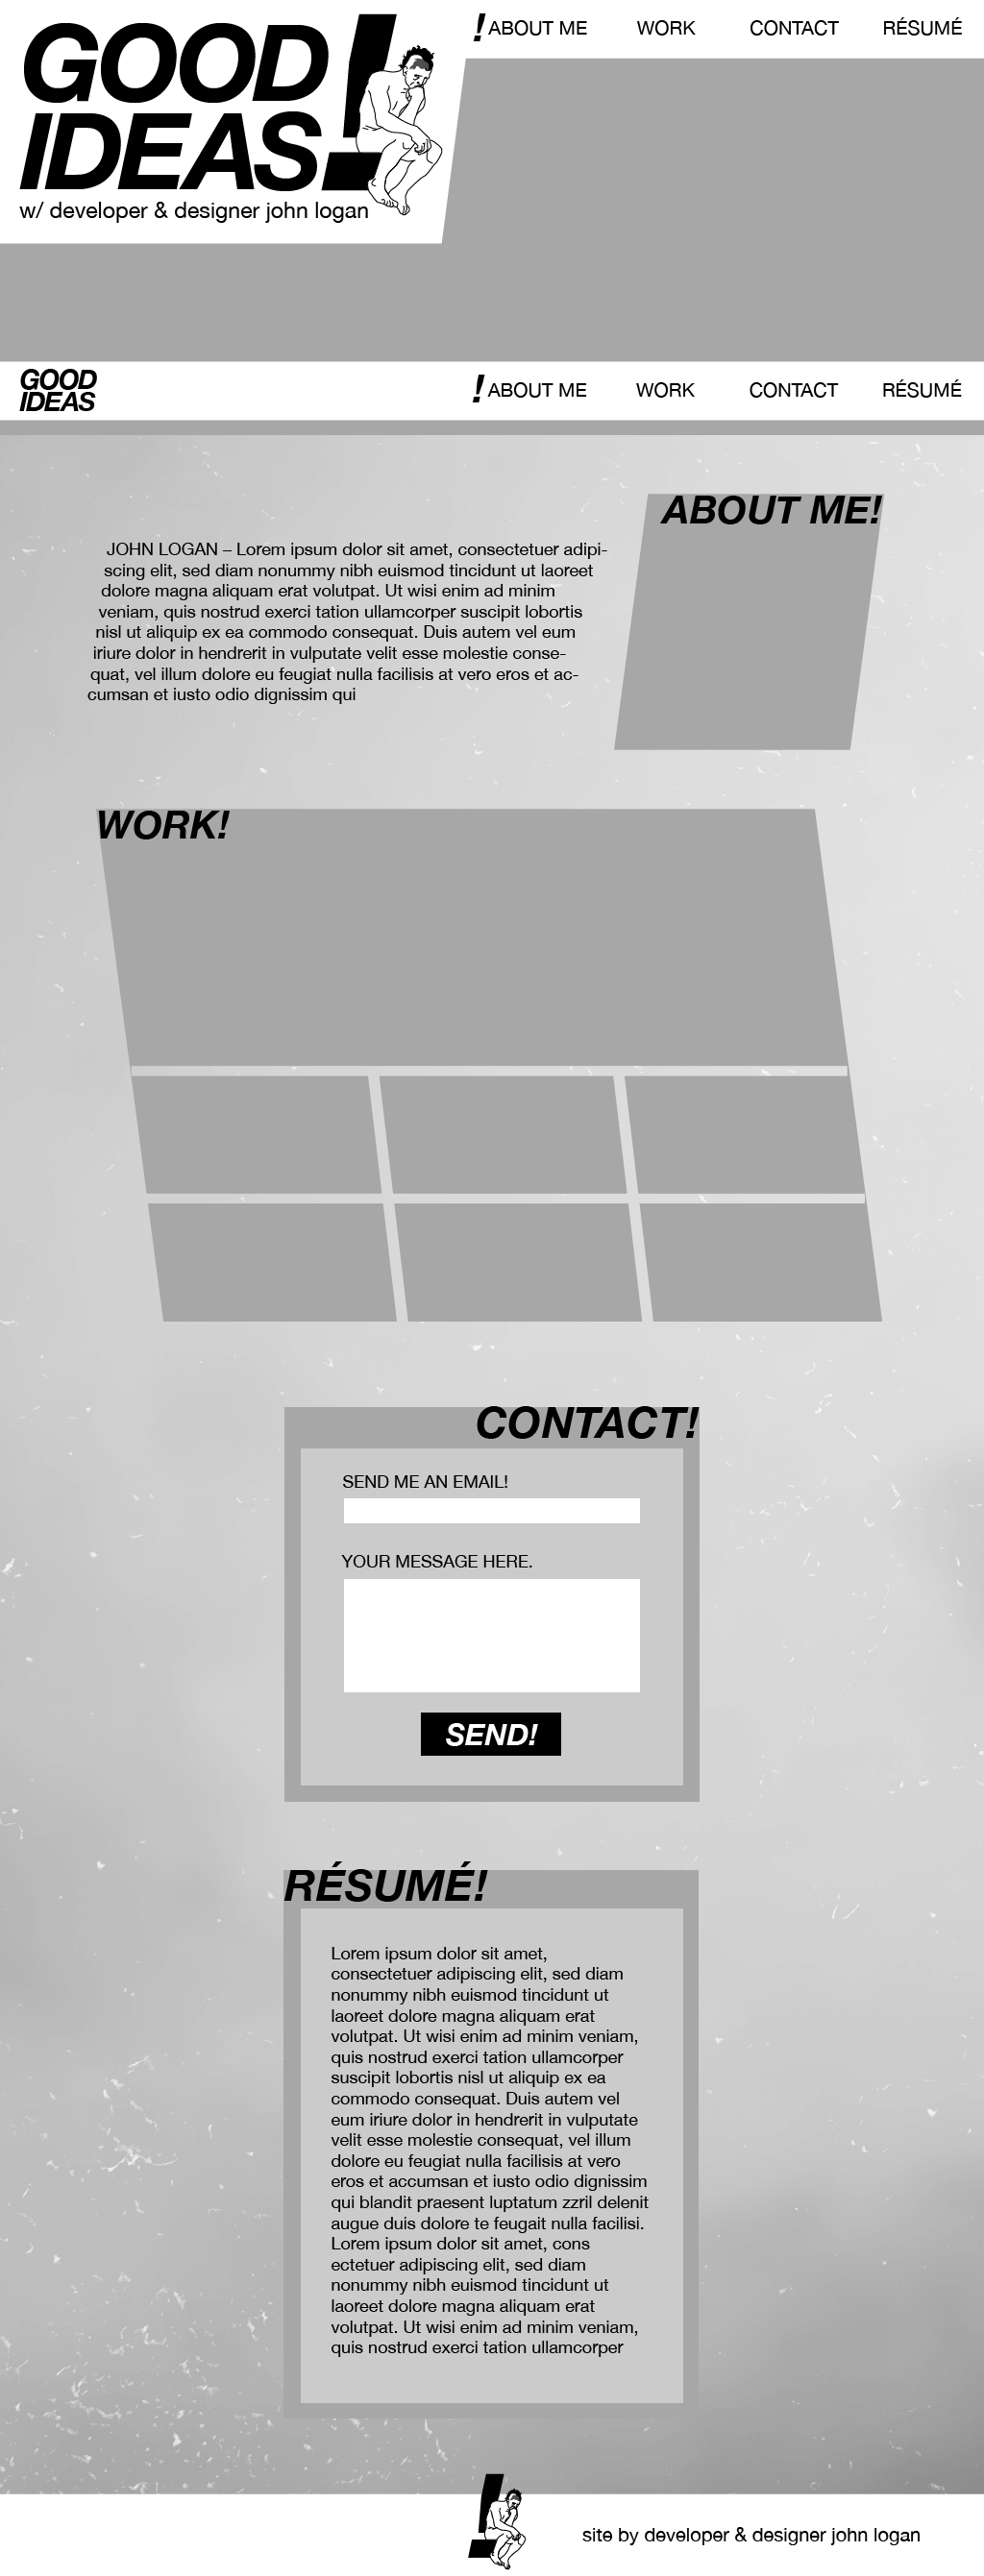 GOOD
IDEAS!
w/ developer & designer john logan
! ABOUT ME WORK CONTACT RÉSUMÉ
GOOD
IDEAS
! ABOUT ME WORK CONTACT RÉSUMÉ
ABOUT ME!
JOHN LOGAN – Lorem ipsum dolor sit amet, consectetuer adipi-
scing elit, sed diam nonummy nibh euismod tincidunt ut laoreet
dolore magna aliquam erat volutpat. Ut wisi enim ad minim
veniam, quis nostrud exerci tation ullamcorper suscipit lobortis
nisl ut aliquip ex ea commodo consequat. Duis autem vel eum
iriure dolor in hendrerit in vulputate velit esse molestie conse-
quat, vel illum dolore eu feugiat nulla facilisis at vero eros et ac-
cumsan et iusto odio dignissim qui
WORK!
CONTACT!
SEND ME AN EMAIL!
YOUR MESSAGE HERE.
SEND!
RÉSUMÉ!
Lorem ipsum dolor sit amet,
consectetuer adipiscing elit, sed diam
nonummy nibh euismod tincidunt ut
laoreet dolore magna aliquam erat
volutpat. Ut wisi enim ad minim veniam,
quis nostrud exerci tation ullamcorper
suscipit lobortis nisl ut aliquip ex ea
commodo consequat. Duis autem vel
eum iriure dolor in hendrerit in vulputate
velit esse molestie consequat, vel illum
dolore eu feugiat nulla facilisis at vero
eros et accumsan et iusto odio dignissim
qui blandit praesent luptatum zzril delenit
augue duis dolore te feugait nulla facilisi.
Lorem ipsum dolor sit amet, cons
ectetuer adipiscing elit, sed diam
nonummy nibh euismod tincidunt ut
laoreet dolore magna aliquam erat
volutpat. Ut wisi enim ad minim veniam,
quis nostrud exerci tation ullamcorper
!
site by developer & designer john logan